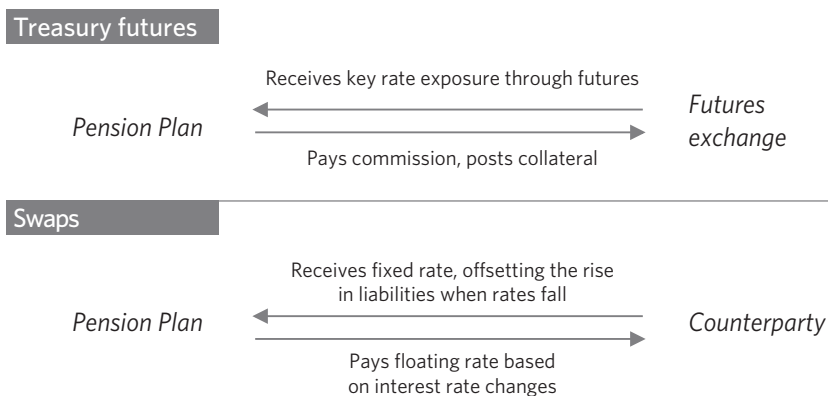 Treasury futures
Receives key rate exposure through futures
Pension Plan
Futures
exchange
Pays commission, posts collateral
Swaps
Receives fixed rate, offsetting the rise
in liabilities when rates fall
Pension Plan
Counterparty
Pays floating rate based
on interest rate changes